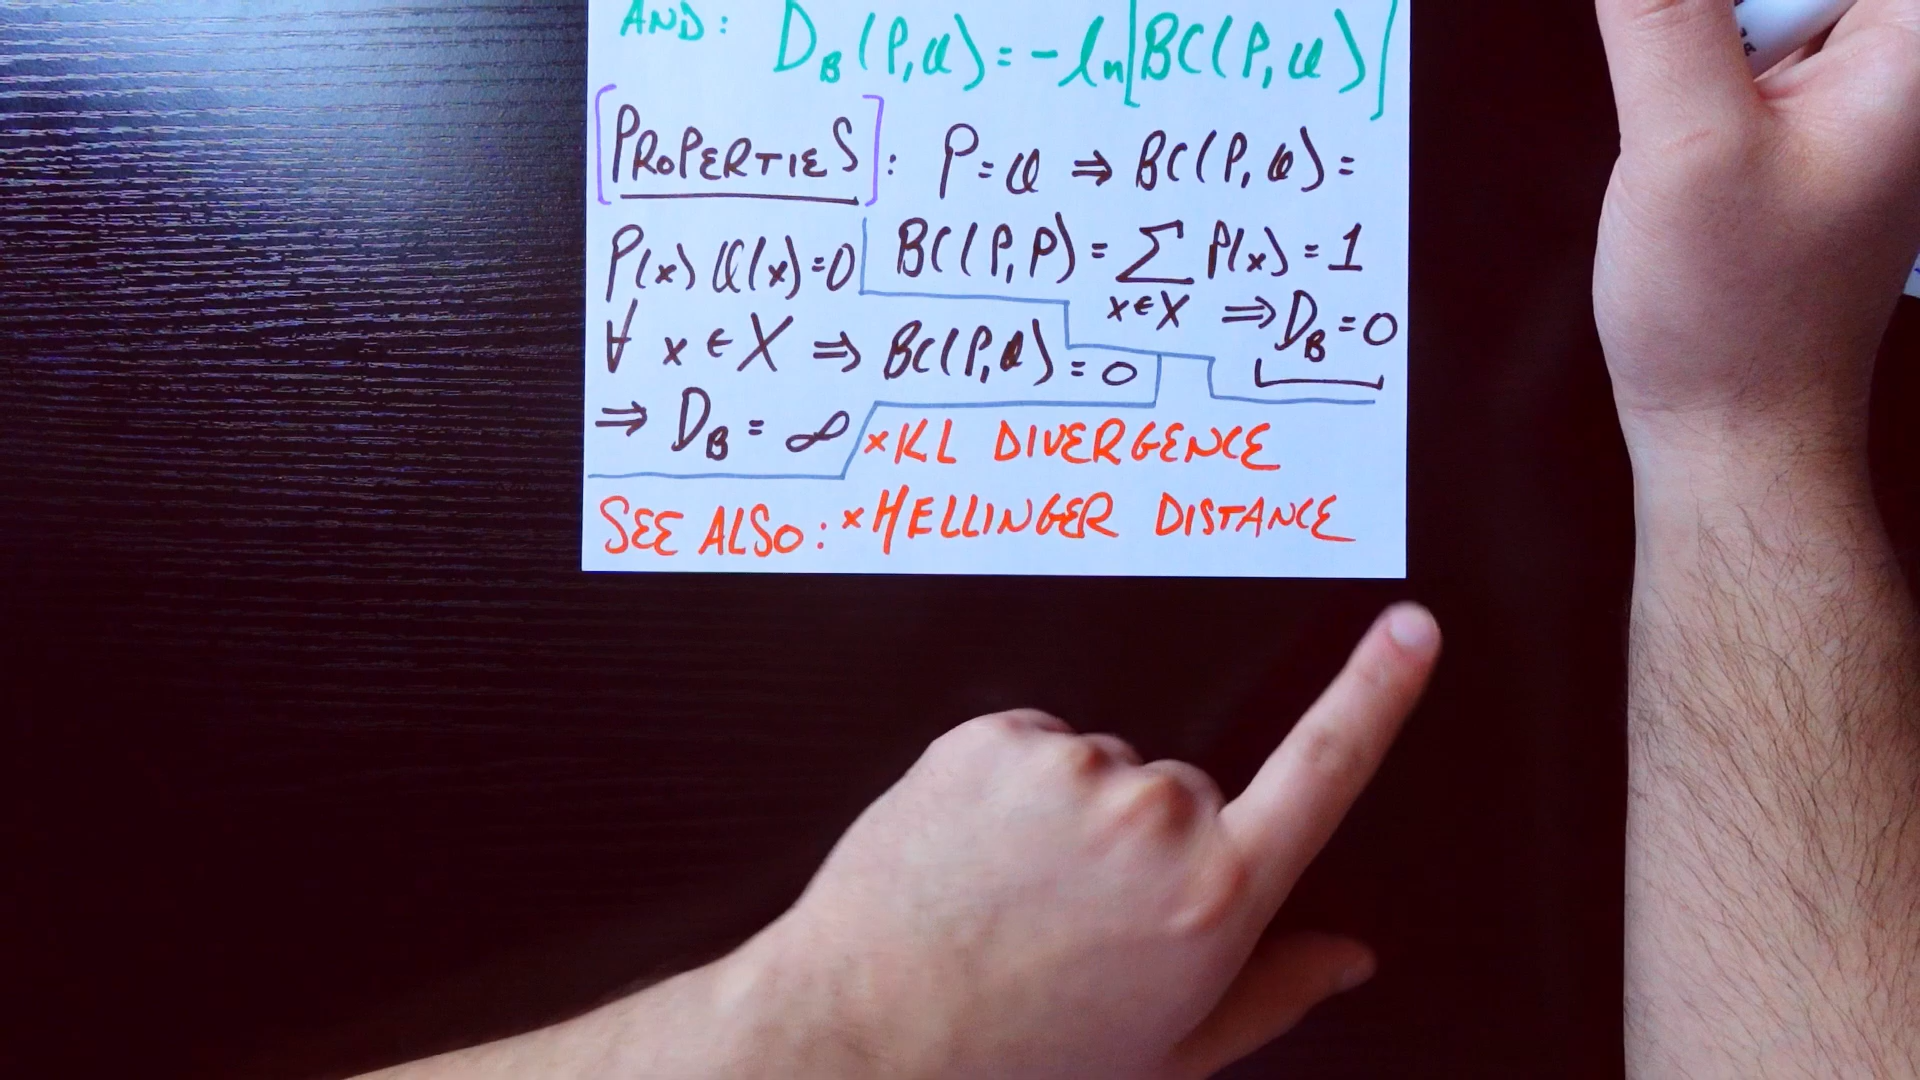 AND: D_B(P,Q) = -ln[BC(P,Q)]
[PROPERTIES]: P=Q ⇒ BC(P,Q) =
BC(P,P) = ∑ P(x) = 1
x∈X ⇒ D_B = 0
P(x)Q(x)=0
∀ x ∈ X ⇒ BC(P,Q) = 0
⇒ D_B = ∞
SEE ALSO: ×KL DIVERGENCE
×HELLINGER DISTANCE